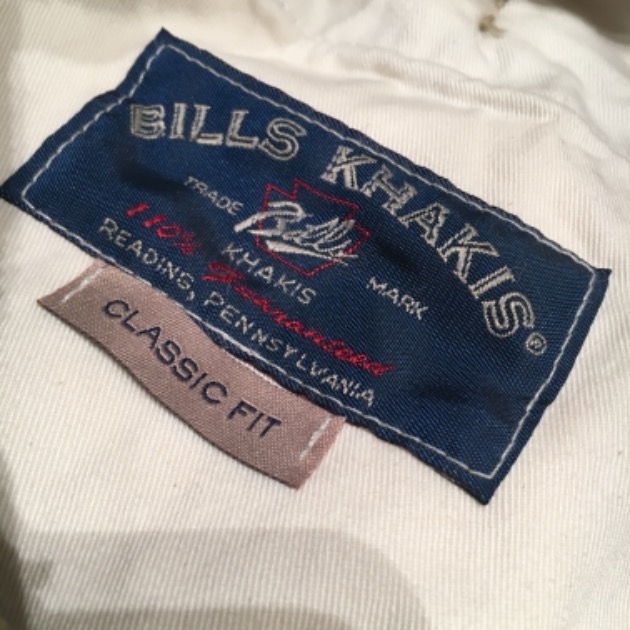 BILLS KHAKIS®
TRADE Bills MARK
KHAKIS
110% Guaranteed
READING, PENNSYLVANIA
CLASSIC FIT